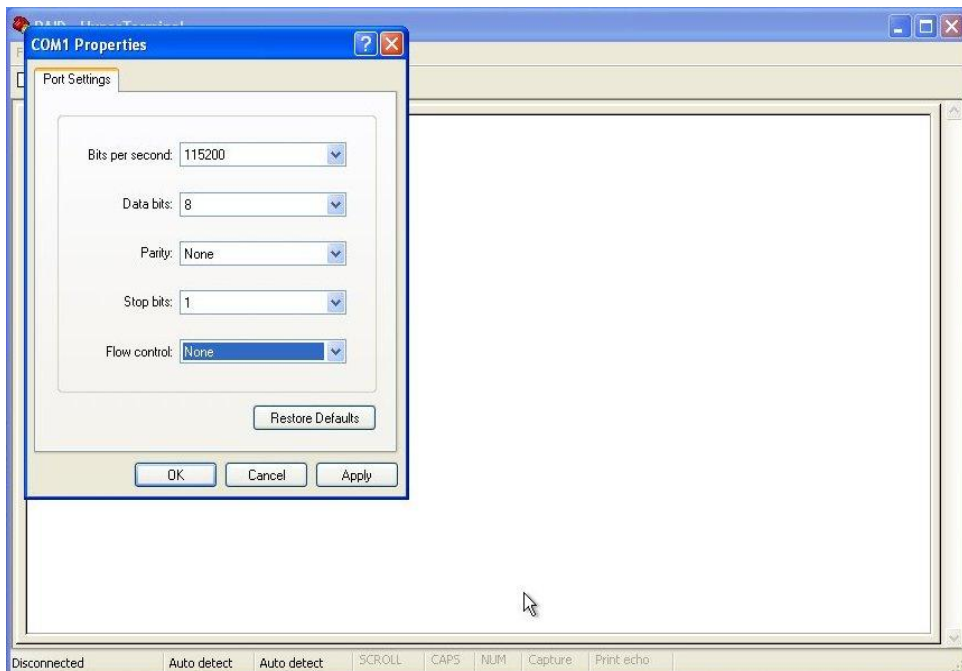 COM1 Properties
Port Settings
Bits per second: 115200
Data bits: 8
Parity: None
Stop bits: 1
Flow control: None
Restore Defaults
OK Cancel Apply
Disconnected Auto detect Auto detect SCROLL CAPS NUM Capture Print echo